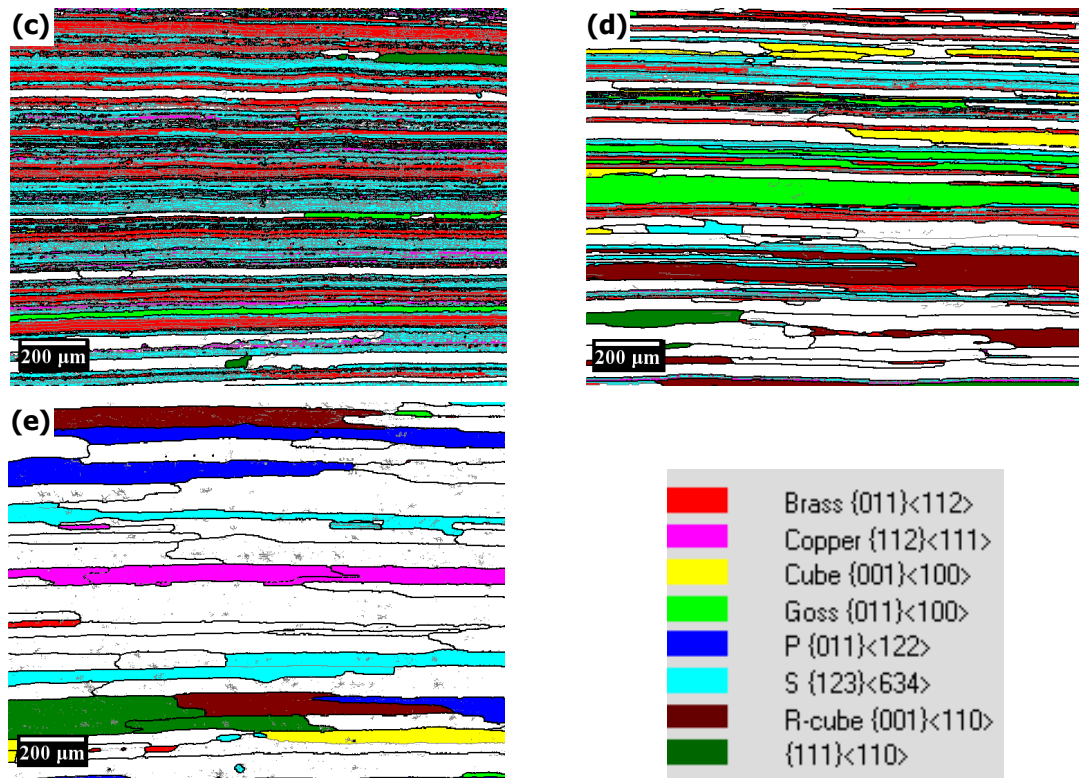 (c)
200 µm
(d)
200 µm
(e)
200 µm
Brass {011}<112>
Copper {112}<111>
Cube {001}<100>
Goss {011}<100>
P {011}<122>
S {123}<634>
R-cube {001}<110>
{111}<110>